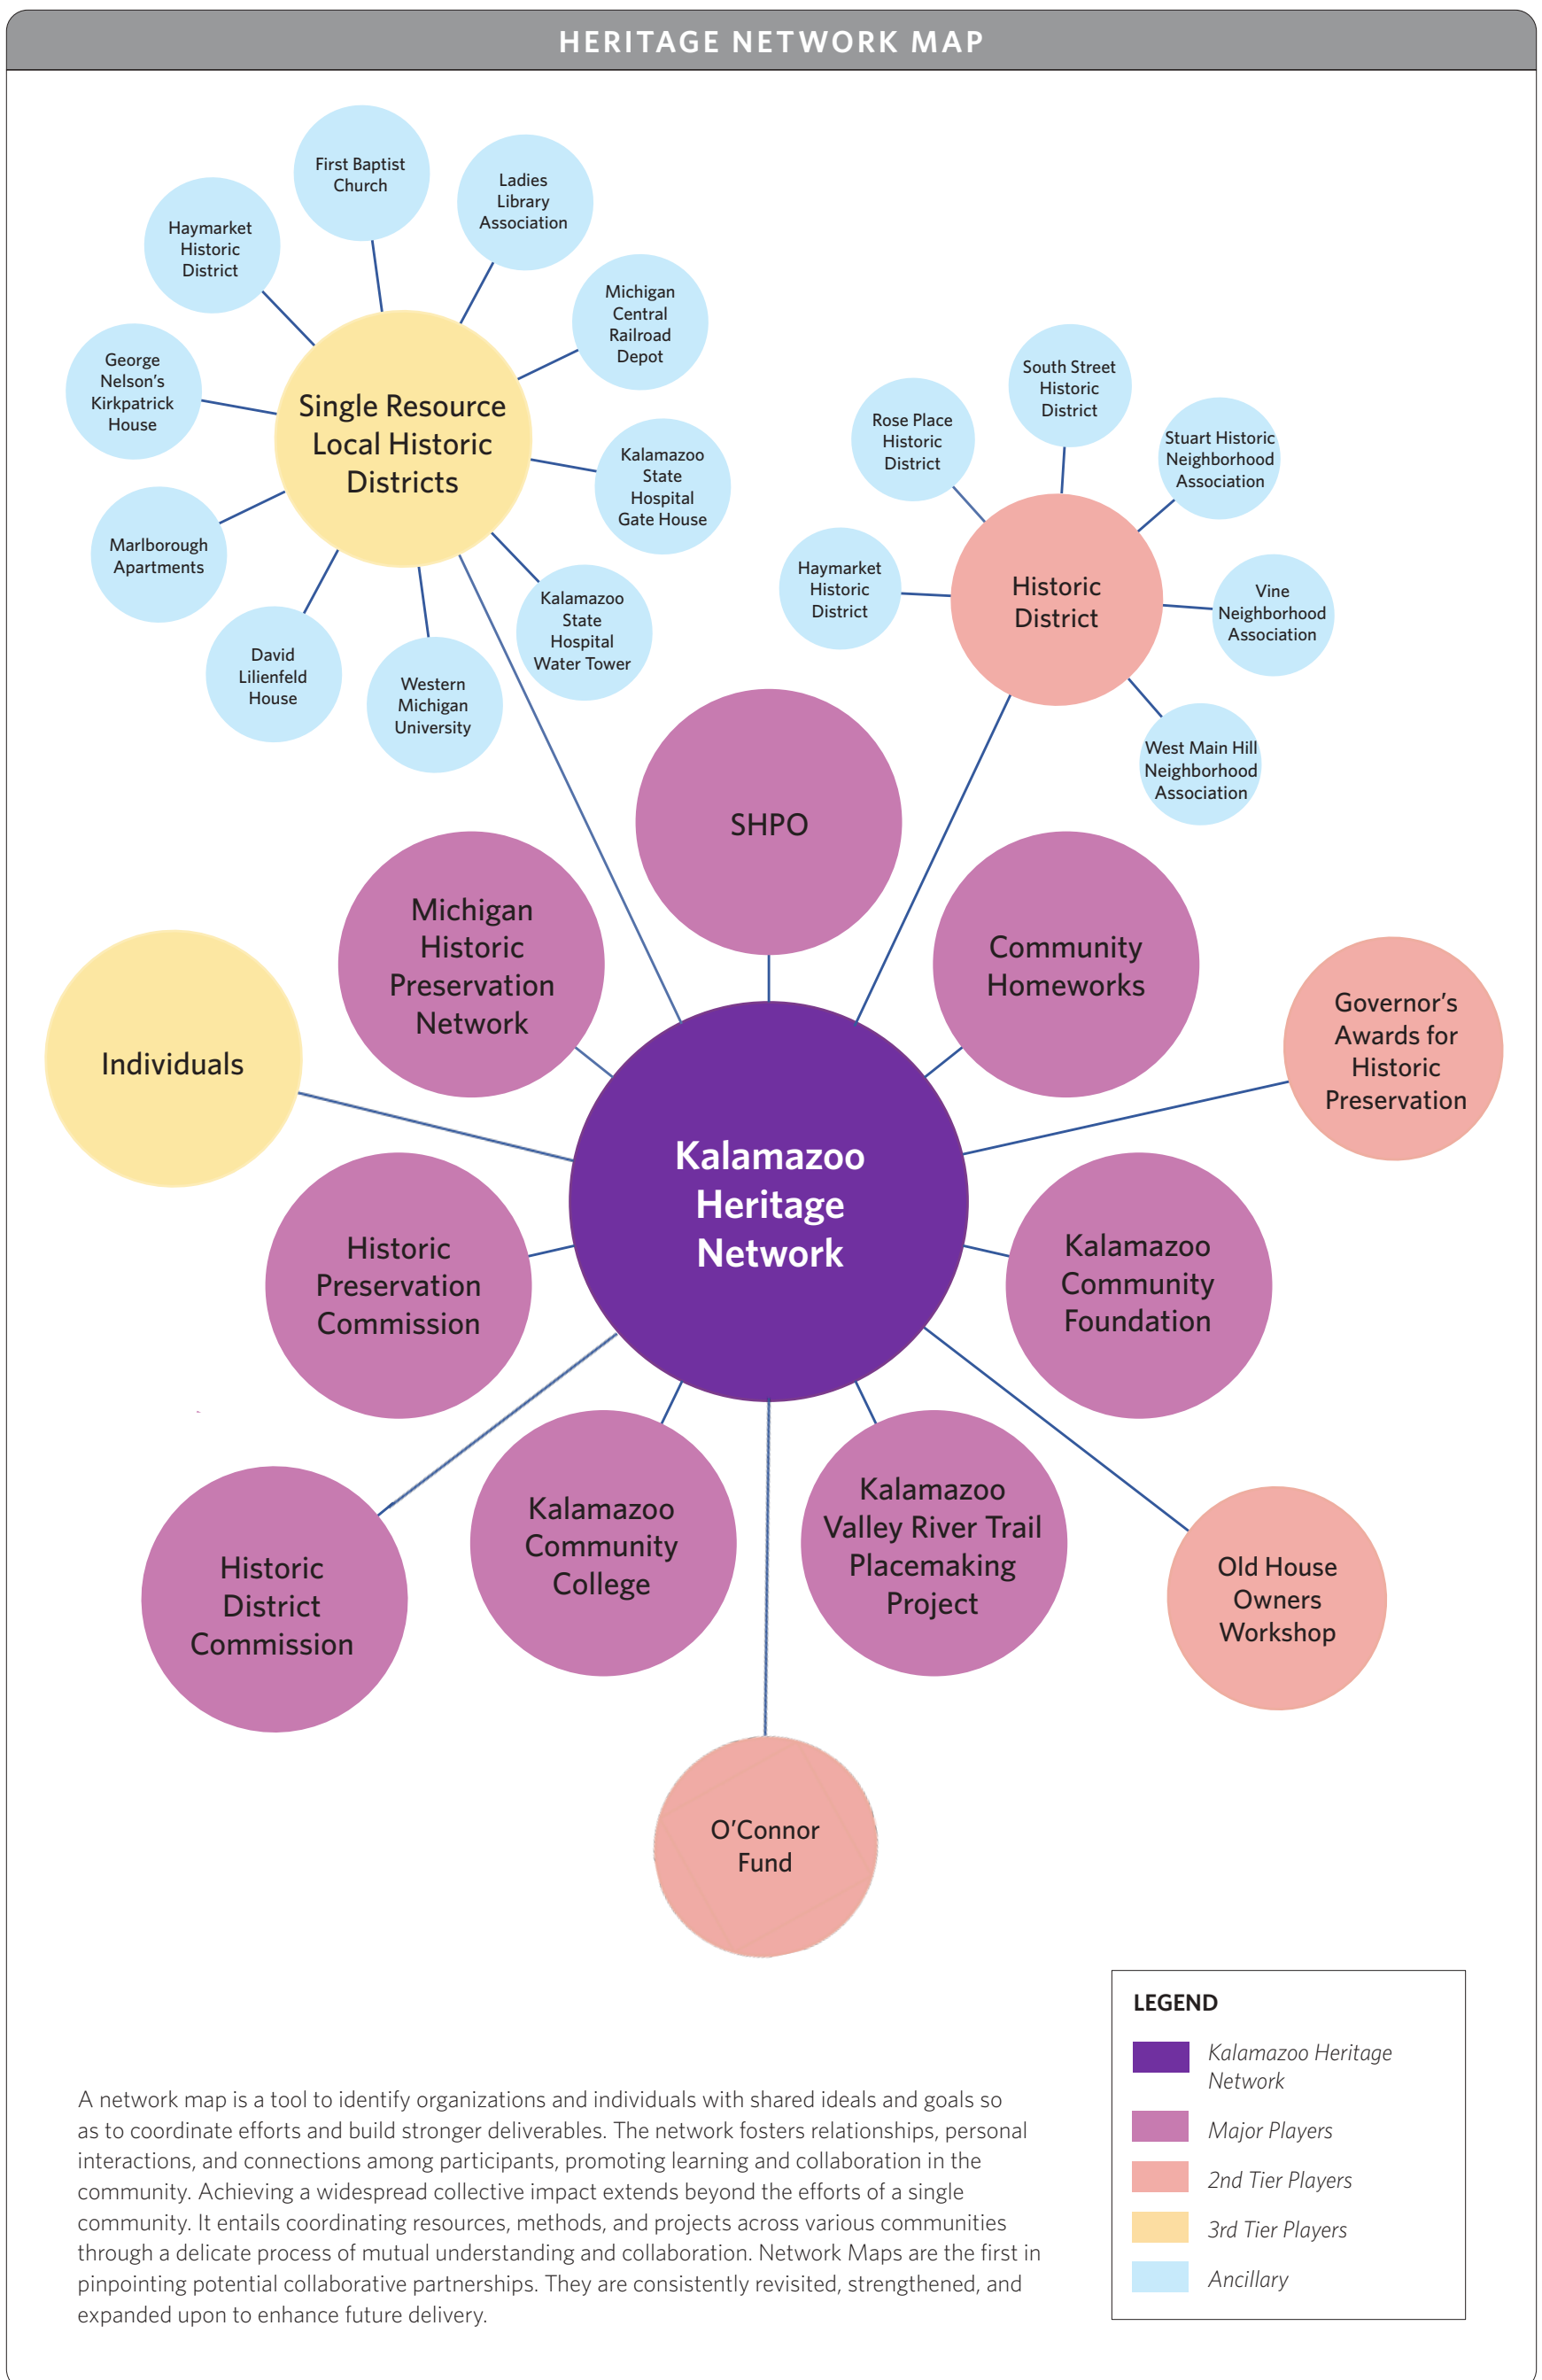 HERITAGE NETWORK MAP
First Baptist
Church
Ladies
Library
Association
Haymarket
Historic
District
Michigan
Central
Railroad
Depot
George
Nelson's
Kirkpatrick
House
Single Resource
Local Historic
Districts
Kalamazoo
State
Hospital
Gate House
Marlborough
Apartments
Kalamazoo
State
Hospital
Water Tower
David
Lilienfeld
House
Western
Michigan
University
South Street
Historic
District
Rose Place
Historic
District
Stuart Historic
Neighborhood
Association
Haymarket
Historic
District
Historic
District
Vine
Neighborhood
Association
West Main Hill
Neighborhood
Association
SHPO
Michigan
Historic
Preservation
Network
Community
Homeworks
Individuals
Governor's
Awards for
Historic
Preservation
Kalamazoo
Heritage
Network
Historic
Preservation
Commission
Kalamazoo
Community
Foundation
Historic
District
Commission
Kalamazoo
Community
College
Kalamazoo
Valley River Trail
Placemaking
Project
Old House
Owners
Workshop
O'Connor
Fund
LEGEND
Kalamazoo Heritage
Network
Major Players
2nd Tier Players
3rd Tier Players
Ancillary
A network map is a tool to identify organizations and individuals with shared ideals and goals so
as to coordinate efforts and build stronger deliverables. The network fosters relationships, personal
interactions, and connections among participants, promoting learning and collaboration in the
community. Achieving a widespread collective impact extends beyond the efforts of a single
community. It entails coordinating resources, methods, and projects across various communities
through a delicate process of mutual understanding and collaboration. Network Maps are the first in
pinpointing potential collaborative partnerships. They are consistently revisited, strengthened, and
expanded upon to enhance future delivery.